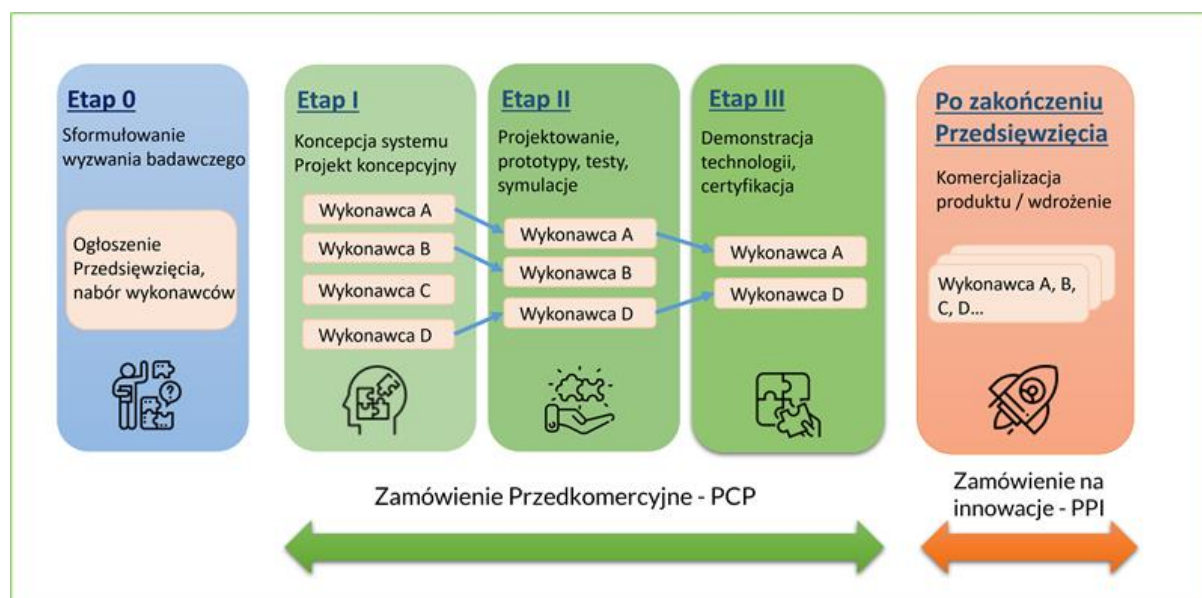 Etap 0
Sformułowanie
wyzwania badawczego
Ogłoszenie
Przedsięwzięcia,
nabór wykonawców
Etap I
Koncepcja systemu
Projekt koncepcyjny
Wykonawca A
Wykonawca B
Wykonawca C
Wykonawca D
Etap II
Projektowanie,
prototypy, testy,
symulacje
Wykonawca A
Wykonawca B
Wykonawca D
Etap III
Demonstracja
technologii,
certyfikacja
Wykonawca A
Wykonawca D
Po zakończeniu
Przedsięwzięcia
Komercjalizacja
produktu / wdrożenie
Wykonawca A, B,
C, D...
Zamówienie Przedkomercyjne - PCP
Zamówienie na
innowacje - PPI